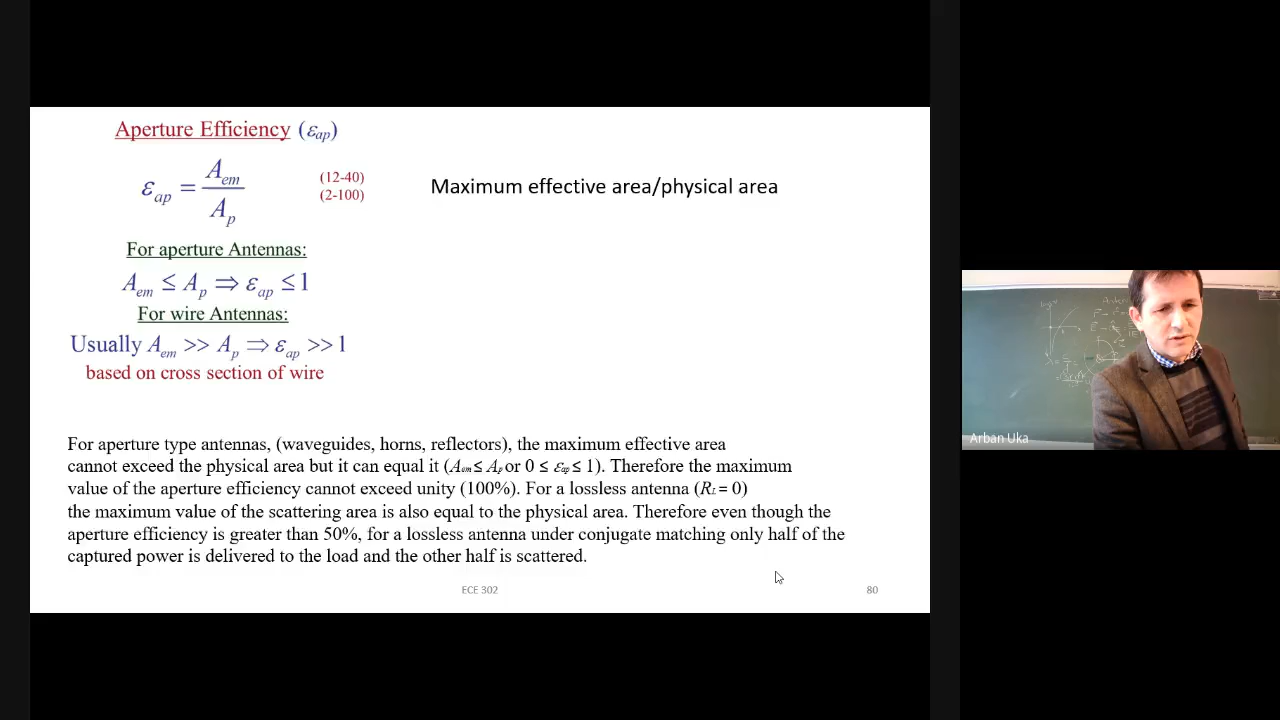 Aperture Efficiency (εap)
εap = Aem / Ap
(12-40)
(2-100)
Maximum effective area/physical area
For aperture Antennas:
Aem ≤ Ap ⇒ εap ≤ 1
For wire Antennas:
Usually Aem >> Ap ⇒ εap >> 1
based on cross section of wire
For aperture type antennas, (waveguides, horns, reflectors), the maximum effective area
cannot exceed the physical area but it can equal it (Aem ≤ Ap or 0 ≤ εap ≤ 1). Therefore the maximum
value of the aperture efficiency cannot exceed unity (100%). For a lossless antenna (RL = 0)
the maximum value of the scattering area is also equal to the physical area. Therefore even though the
aperture efficiency is greater than 50%, for a lossless antenna under conjugate matching only half of the
captured power is delivered to the load and the other half is scattered.
ECE 302
80
Arban Uka